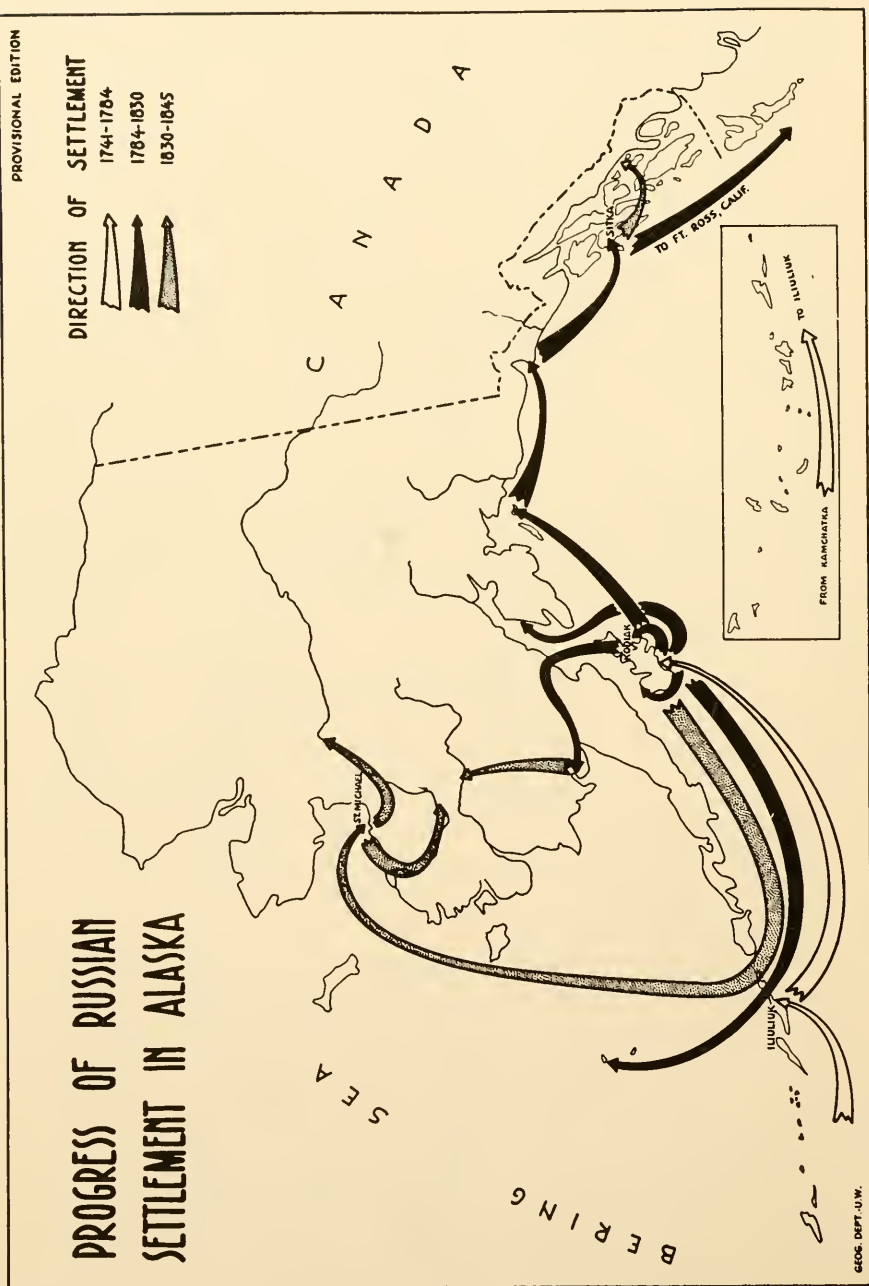 PROVISIONAL EDITION
PROGRESS OF RUSSIAN
SETTLEMENT IN ALASKA
DIRECTION OF SETTLEMENT
1741-1784
1784-1830
1830-1845
CANADA
BERING SEA
ST. MICHAEL
KODIAK
ILIULIUK
SITKA
TO FT. ROSS, CALIF.
FROM KAMCHATKA
TO ILIULIUK
GEOG. DEPT.-U.W.